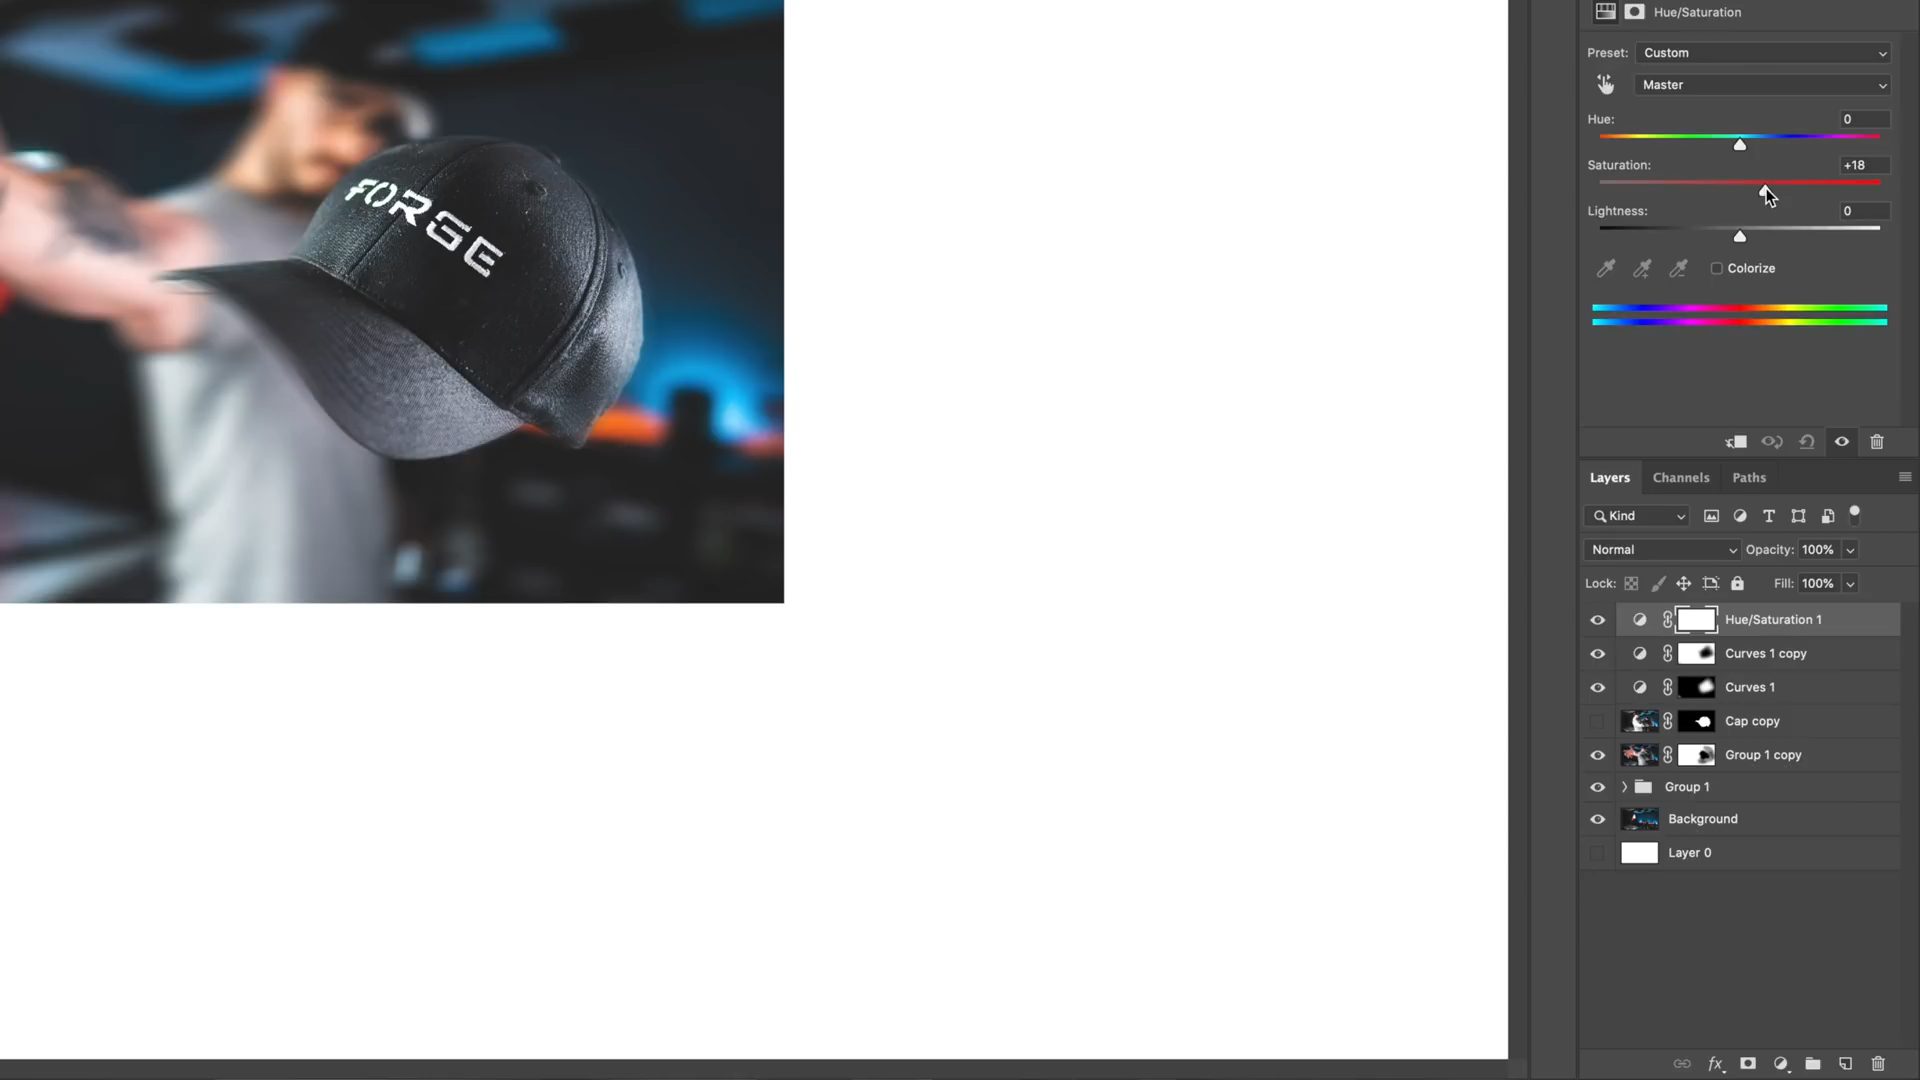 Hue/Saturation
Preset: Custom
Master
Hue: 0
Saturation: +18
Lightness: 0
Colorize
FORGE
Layers Channels Paths
Kind
Normal Opacity: 100%
Lock: Fill: 100%
Hue/Saturation 1
Curves 1 copy
Curves 1
Cap copy
Group 1 copy
Group 1
Background
Layer 0
fx